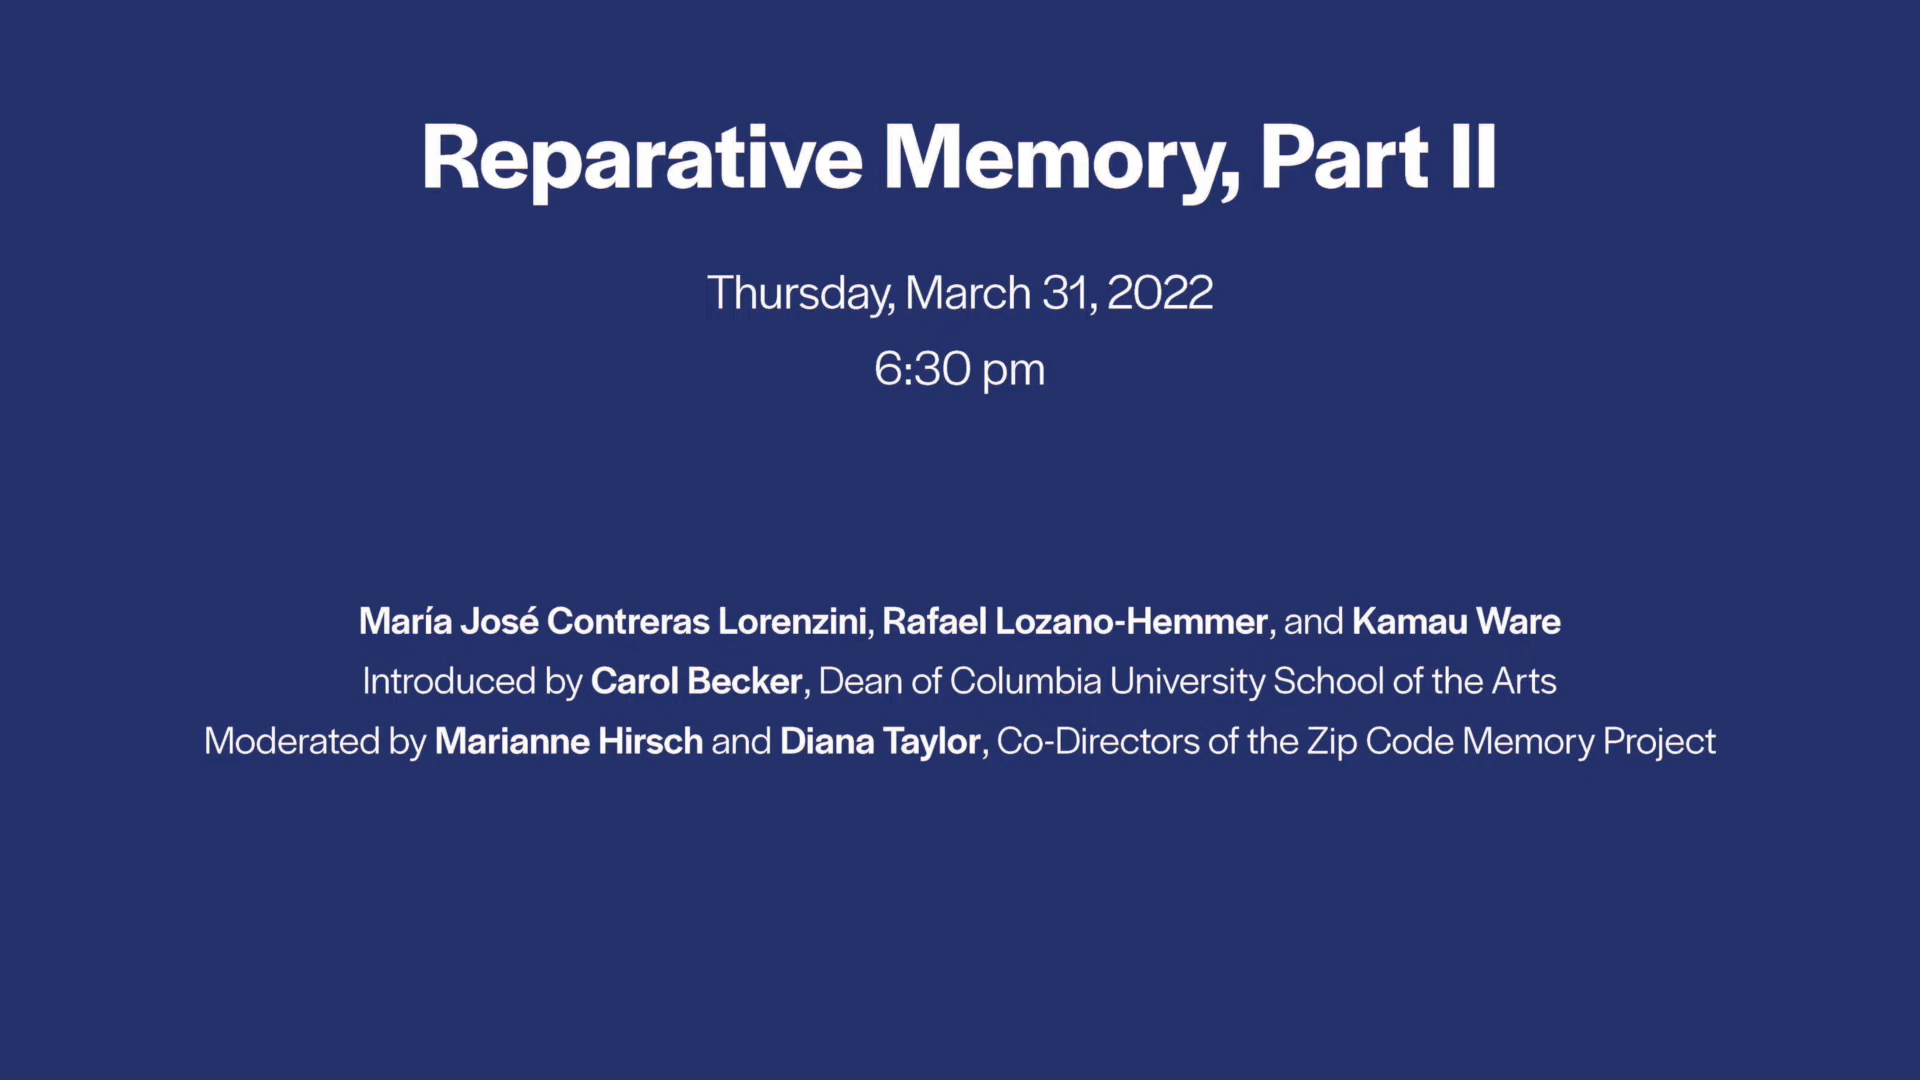 Reparative Memory, Part II
Thursday, March 31, 2022
6:30 pm
María José Contreras Lorenzini, Rafael Lozano-Hemmer, and Kamau Ware
Introduced by Carol Becker, Dean of Columbia University School of the Arts
Moderated by Marianne Hirsch and Diana Taylor, Co-Directors of the Zip Code Memory Project